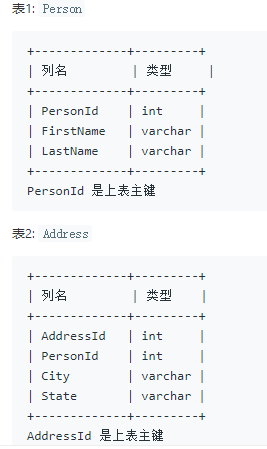 表1: Person
+-------------+---------+
| 列名         | 类型     |
+-------------+---------+
| PersonId    | int     |
| FirstName   | varchar |
| LastName    | varchar |
+-------------+---------+
PersonId 是上表主键
表2: Address
+-------------+---------+
| 列名         | 类型    |
+-------------+---------+
| AddressId   | int     |
| PersonId    | int     |
| City        | varchar |
| State       | varchar |
+-------------+---------+
AddressId 是上表主键